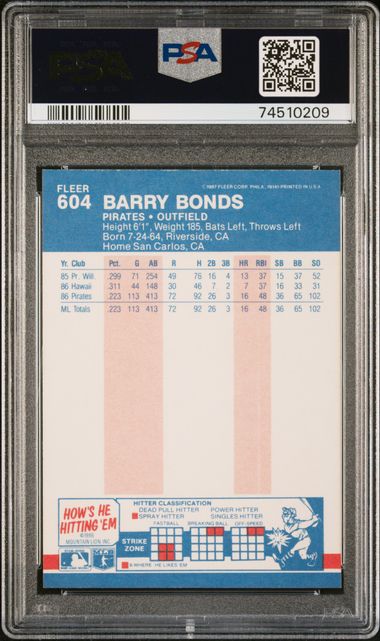 PSA
PSA
74510209
FLEER
© 1987 FLEER CORP. PHILA., 19141 PRINTED IN U.S.A.
604 BARRY BONDS
PIRATES • OUTFIELD
Height 6'1", Weight 185, Bats Left, Throws Left
Born 7-24-64, Riverside, CA
Home San Carlos, CA
Yr. Club Pct. G AB R H 2B 3B HR RBI SB BB SO
85 Pr. Wil. .299 71 254 49 76 16 4 13 37 15 37 52
86 Hawaii .311 44 148 30 46 7 2 7 37 16 33 31
86 Pirates .223 113 413 72 92 26 3 16 48 36 65 102
ML Totals .223 113 413 72 92 26 3 16 48 36 65 102
HOW'S HE
HITTING 'EM
©1986
MOUNTAIN LION, INC.
HITTER CLASSIFICATION
DEAD PULL HITTER POWER HITTER
SPRAY HITTER SINGLES HITTER
FASTBALL BREAKING BALL OFF-SPEED
STRIKE
ZONE
WHERE HE LIKES 'EM